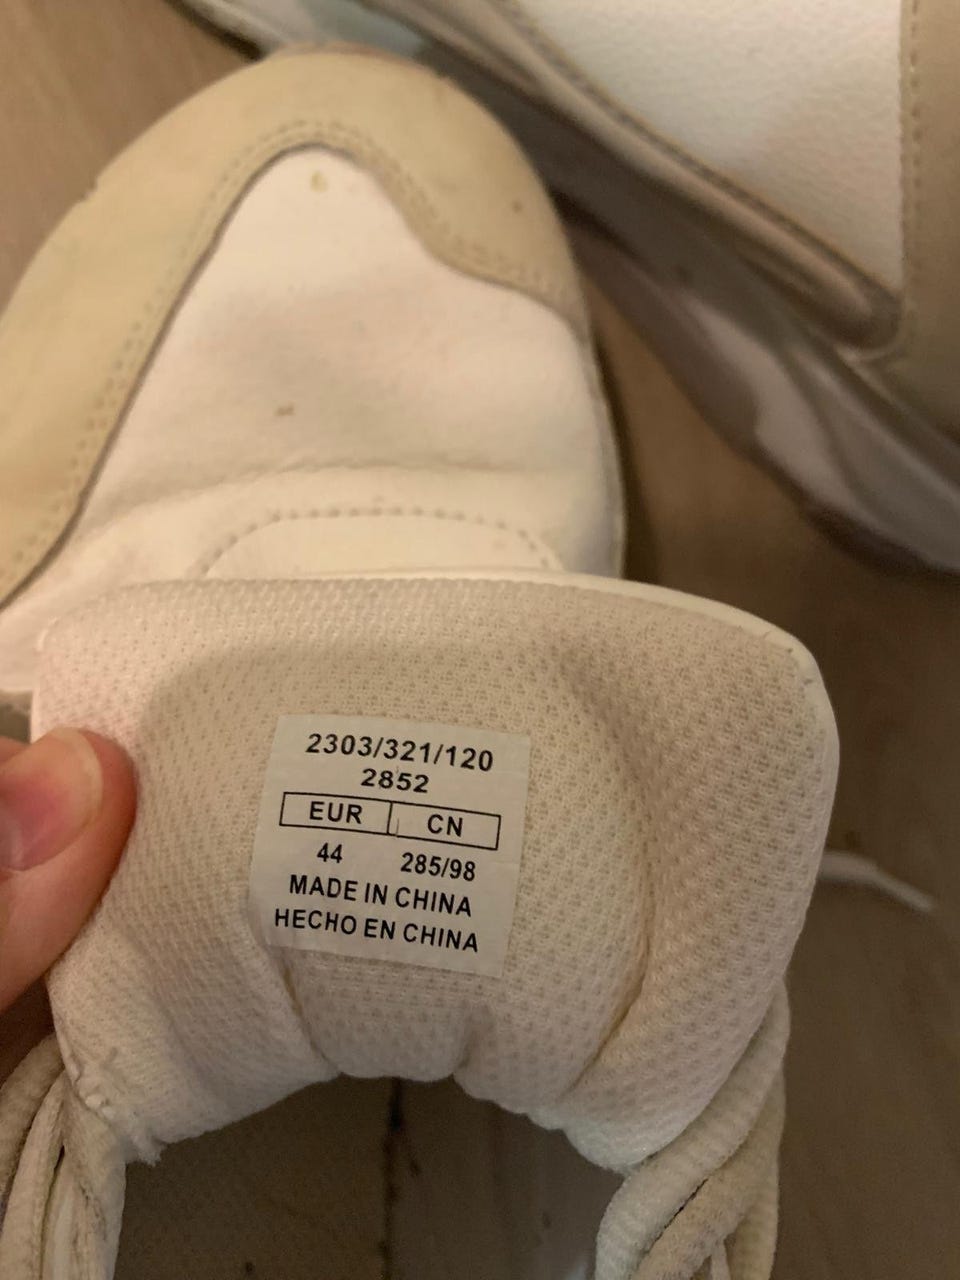 2303/321/120
2852
EUR CN
44 285/98
MADE IN CHINA
HECHO EN CHINA